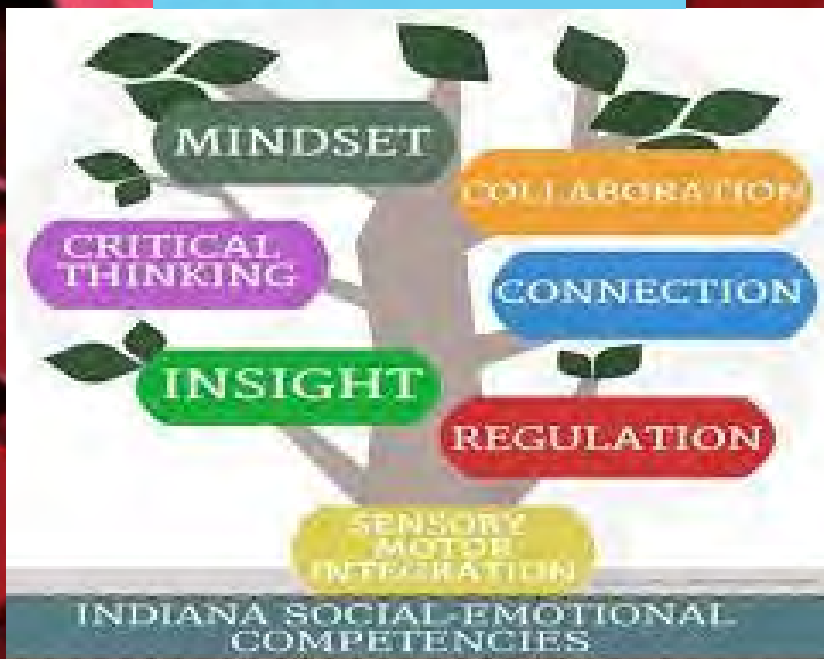 MINDSET
COLLABORATION
CRITICAL
THINKING
CONNECTION
INSIGHT
REGULATION
SENSORY
MOTOR
INTEGRATION
INDIANA SOCIAL-EMOTIONAL
COMPETENCIES